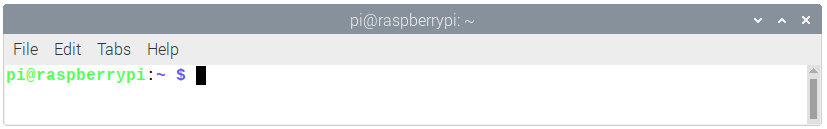 pi@raspberrypi: ~
File Edit Tabs Help
pi@raspberrypi:~ $